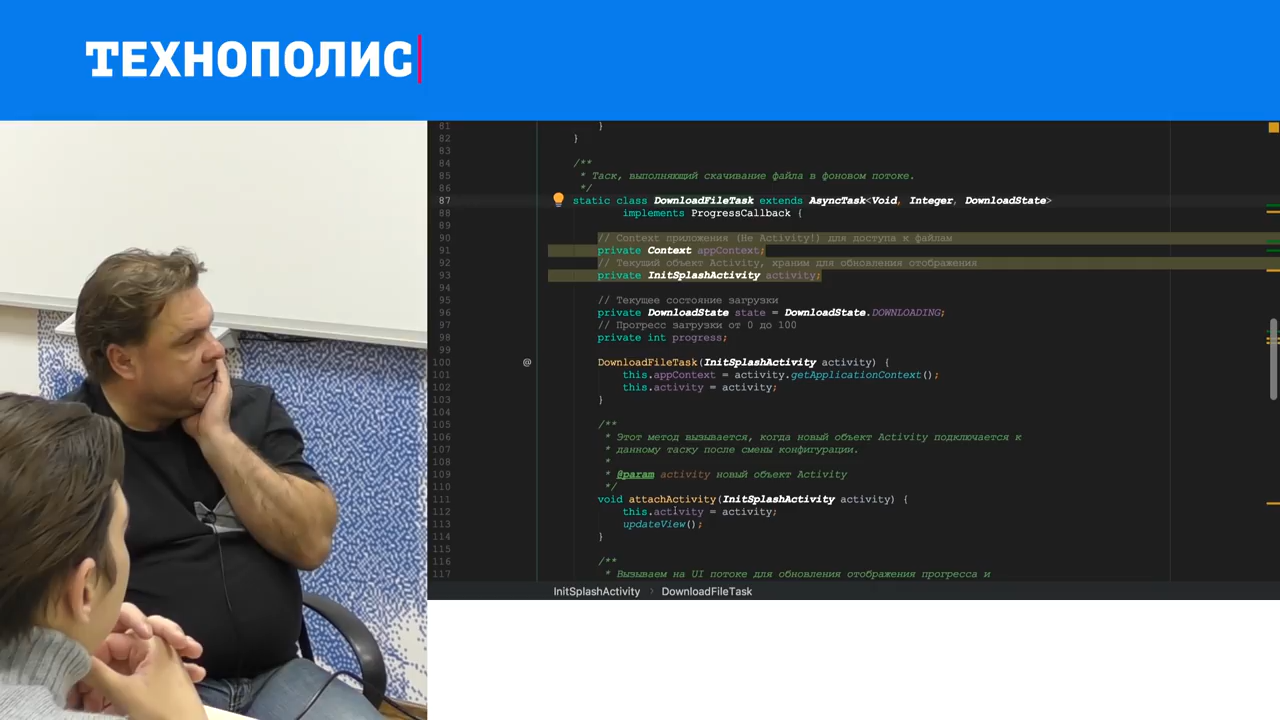 ТЕХНОПОЛИС
81 }
82 }
83
84 /**
85 * Таск, выполняющий скачивание файла в фоновом потоке.
86 */
87 static class DownloadFileTask extends AsyncTask<Void, Integer, DownloadState>
88 implements ProgressCallback {
89
90 // Context приложения (Не Activity!) для доступа к файлам
91 private Context appContext;
92 // Текущий объект Activity, храним для обновления отображения
93 private InitSplashActivity activity;
94
95 // Текущее состояние загрузки
96 private DownloadState state = DownloadState.DOWNLOADING;
97 // Прогресс загрузки от 0 до 100
98 private int progress;
99
100 @ DownloadFileTask(InitSplashActivity activity) {
101 this.appContext = activity.getApplicationContext();
102 this.activity = activity;
103 }
104
105 /**
106 * Этот метод вызывается, когда новый объект Activity подключается к
107 * данному таску после смены конфигурации.
108 *
109 * @param activity новый объект Activity
110 */
111 void attachActivity(InitSplashActivity activity) {
112 this.activity = activity;
113 updateView();
114 }
115
116 /**
117 * Вызываем на UI потоке для обновления отображения прогресса и
InitSplashActivity › DownloadFileTask